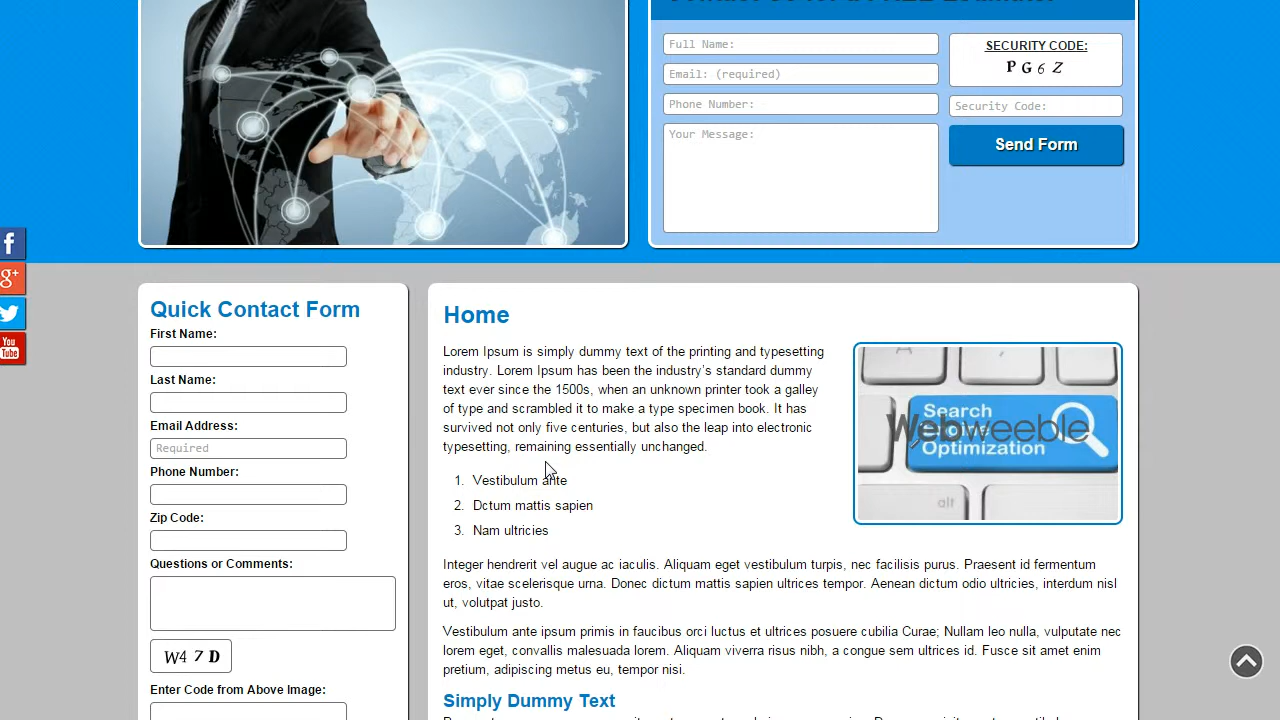 Full Name:
Email: (required)
Phone Number:
Your Message:
SECURITY CODE:
P G 6 Z
Security Code:
Send Form
f
g+
You
Tube
Quick Contact Form
First Name:
Last Name:
Email Address:
Required
Phone Number:
Zip Code:
Questions or Comments:
W4 7 D
Enter Code from Above Image:
Home
Lorem Ipsum is simply dummy text of the printing and typesetting
industry. Lorem Ipsum has been the industry's standard dummy
text ever since the 1500s, when an unknown printer took a galley
of type and scrambled it to make a type specimen book. It has
survived not only five centuries, but also the leap into electronic
typesetting, remaining essentially unchanged.
Search
Engine
Optimization
Webweeble
alt
1. Vestibulum ante
2. Dctum mattis sapien
3. Nam ultricies
Integer hendrerit vel augue ac iaculis. Aliquam eget vestibulum turpis, nec facilisis purus. Praesent id fermentum
eros, vitae scelerisque urna. Donec dictum mattis sapien ultrices tempor. Aenean dictum odio ultricies, interdum nisl
ut, volutpat justo.
Vestibulum ante ipsum primis in faucibus orci luctus et ultrices posuere cubilia Curae; Nullam leo nulla, vulputate nec
lorem eget, convallis malesuada lorem. Aliquam viverra risus nibh, a congue sem ultrices id. Fusce sit amet enim
pretium, adipiscing metus eu, tempor nisi.
Simply Dummy Text